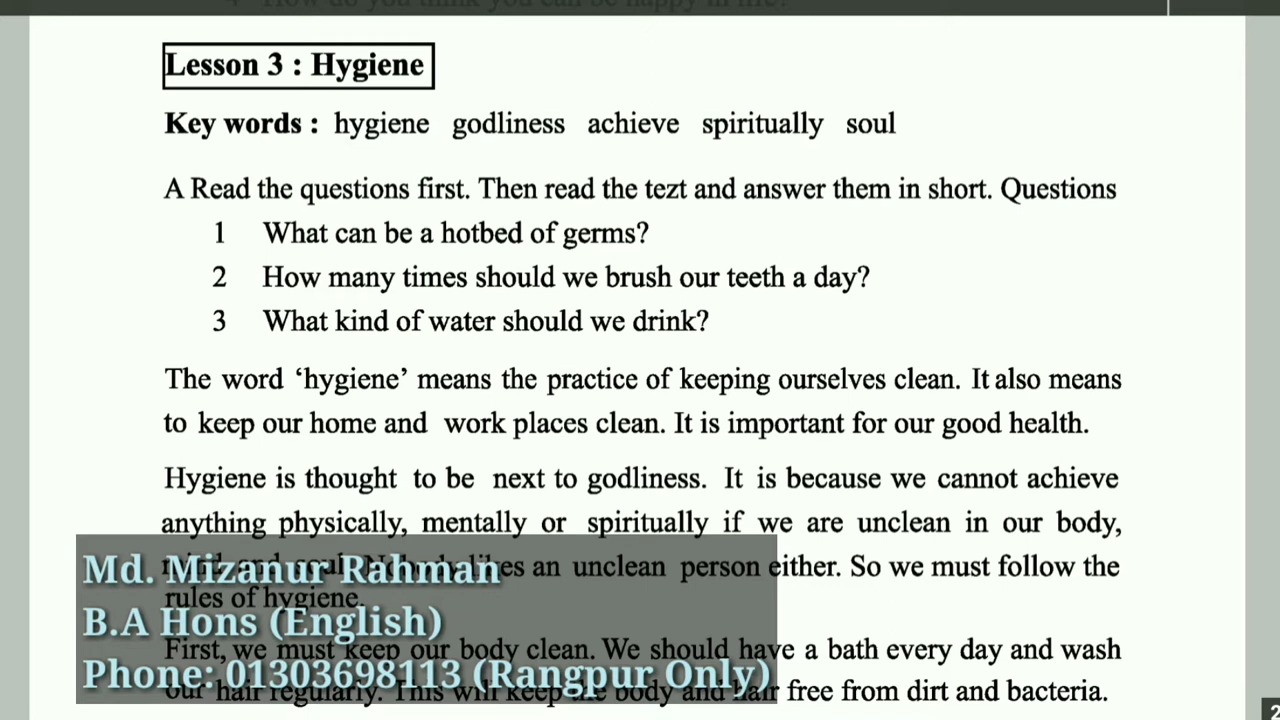 Lesson 3 : Hygiene
Key words : hygiene godliness achieve spiritually soul
A Read the questions first. Then read the tezt and answer them in short. Questions
1 What can be a hotbed of germs?
2 How many times should we brush our teeth a day?
3 What kind of water should we drink?
The word ‘hygiene’ means the practice of keeping ourselves clean. It also means
to keep our home and work places clean. It is important for our good health.
Hygiene is thought to be next to godliness. It is because we cannot achieve
anything physically, mentally or spiritually if we are unclean in our body,
an unclean person either. So we must follow the
rules of hygiene.
First, we must keep our body clean. We should have a bath every day and wash
our hair regularly. This will keep the body and hair free from dirt and bacteria.
Md. Mizanur Rahman
B.A Hons (English)
Phone: 01303698113 (Rangpur Only)